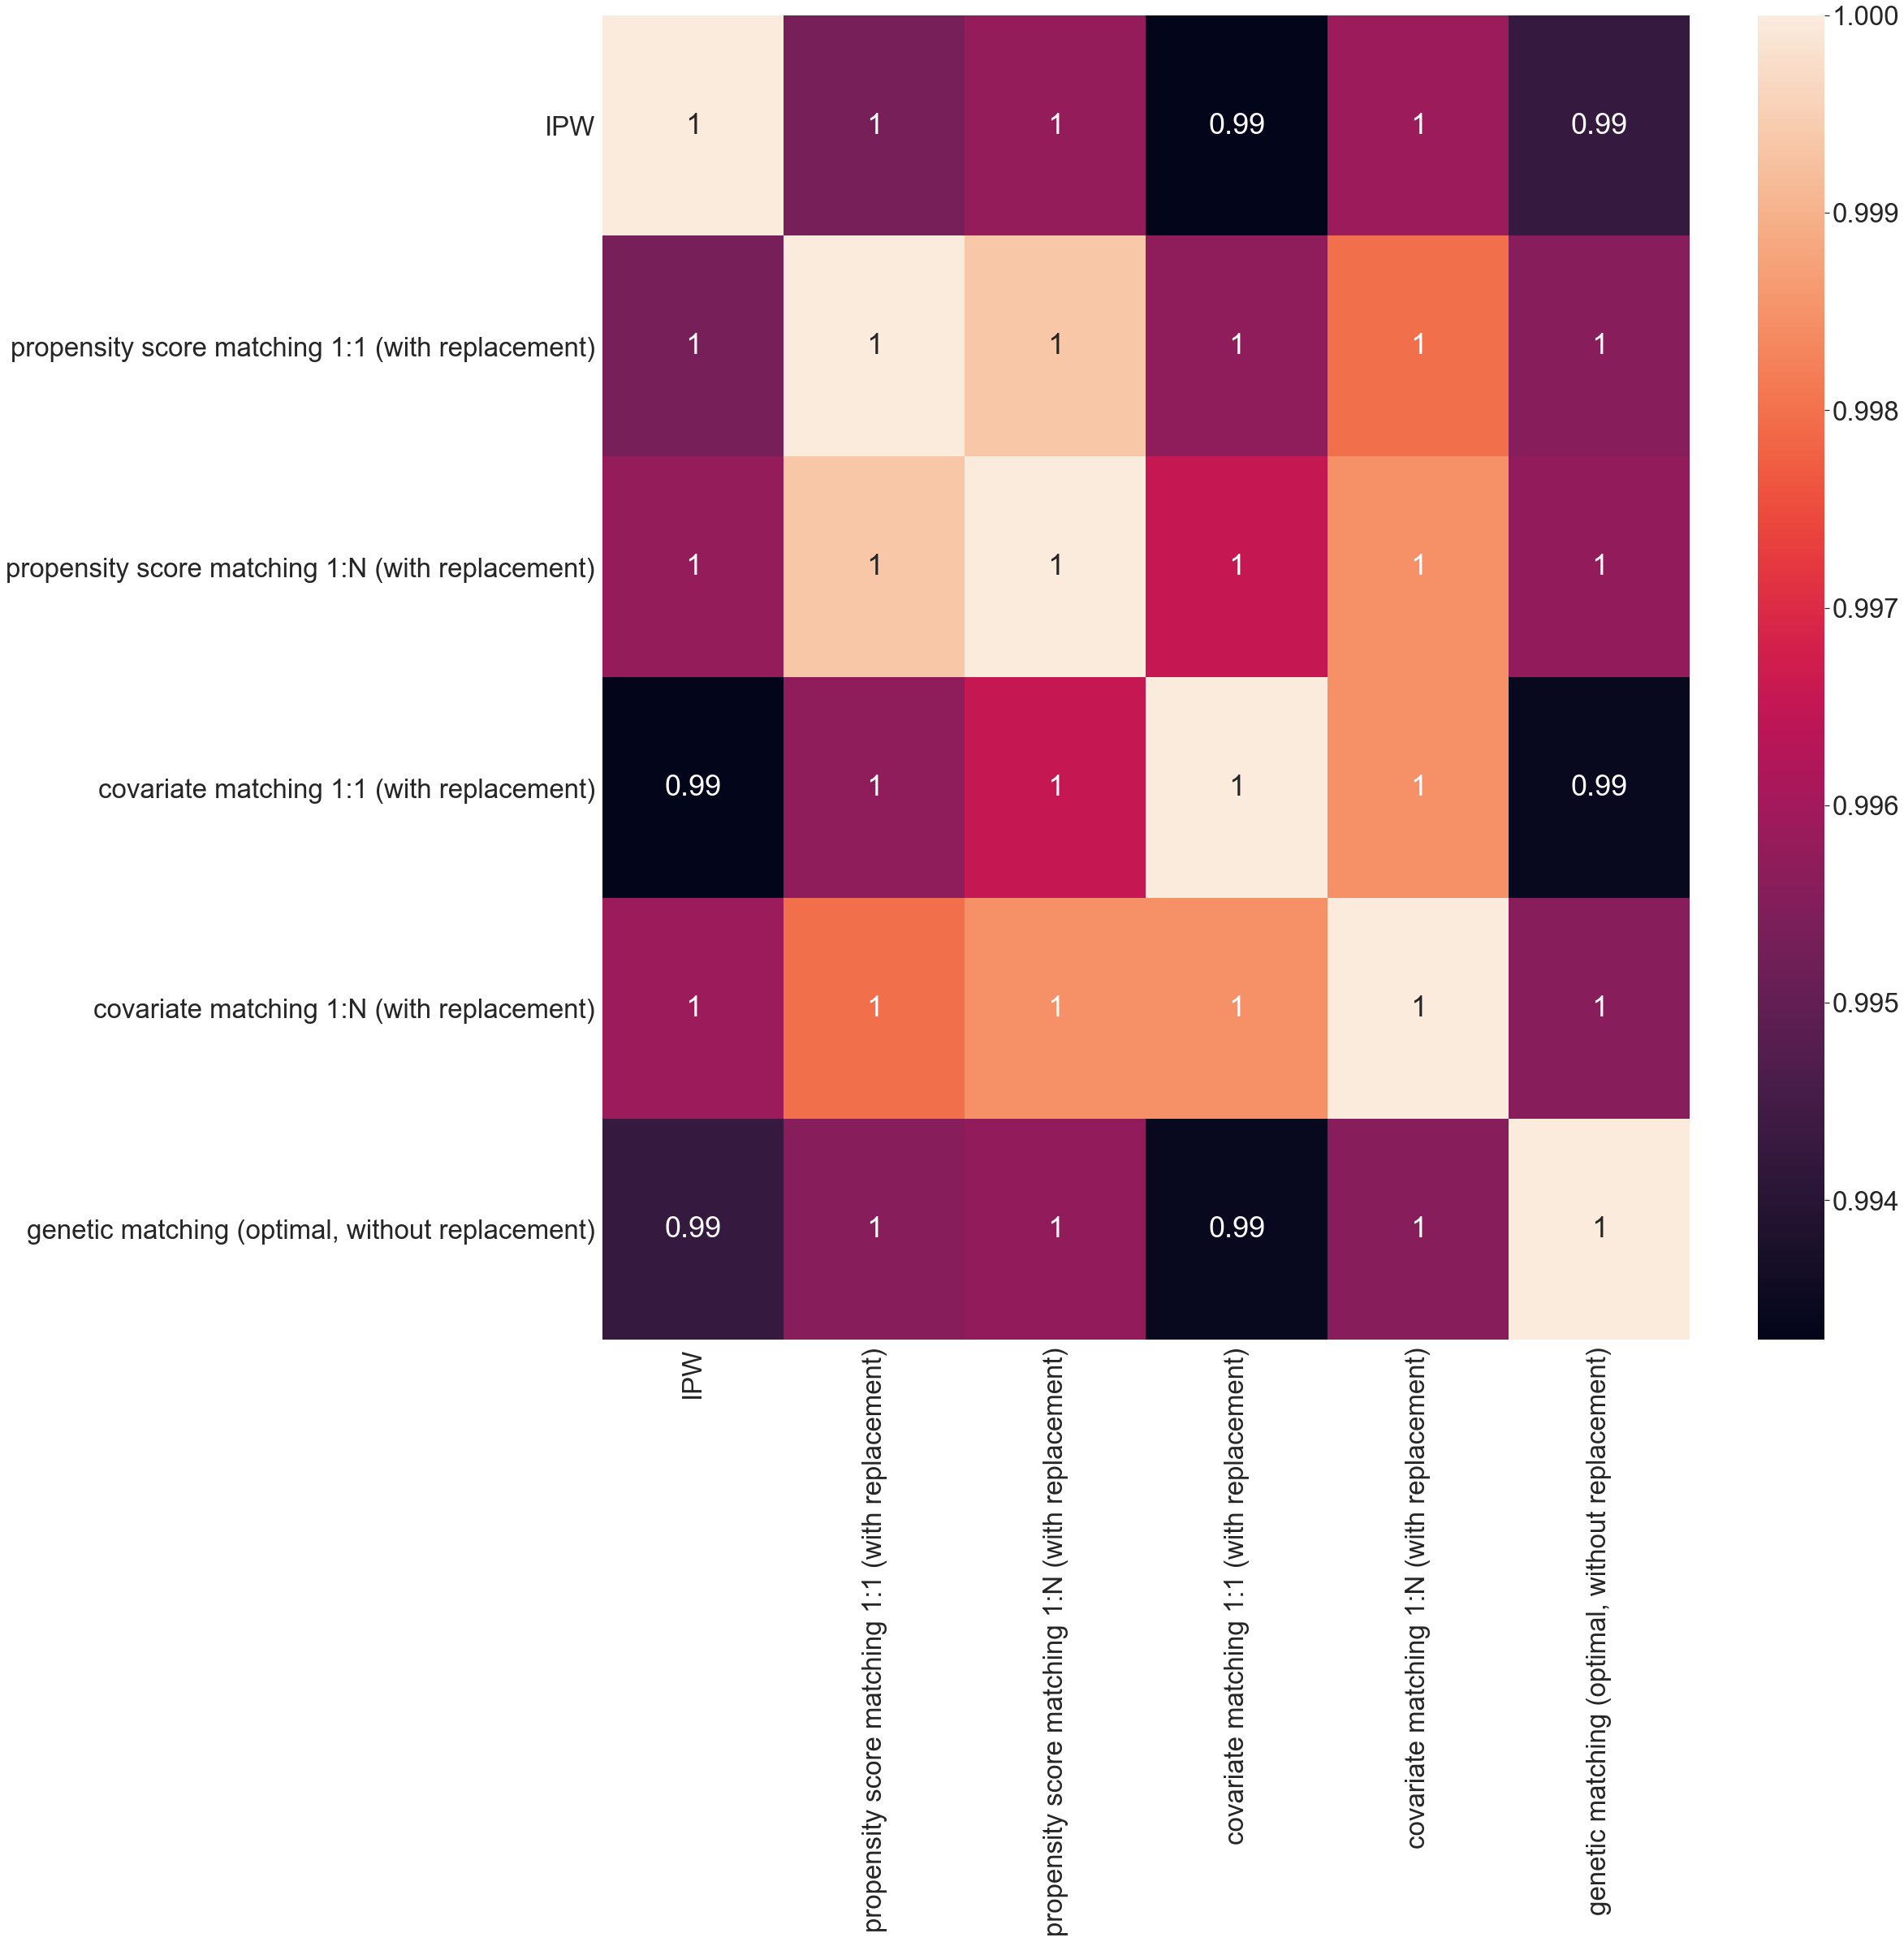 IPW 1 1 1 0.99 1 0.99
propensity score matching 1:1 (with replacement) 1 1 1 1 1 1
propensity score matching 1:N (with replacement) 1 1 1 1 1 1
covariate matching 1:1 (with replacement) 0.99 1 1 1 1 0.99
covariate matching 1:N (with replacement) 1 1 1 1 1 1
genetic matching (optimal, without replacement) 0.99 1 1 0.99 1 1
IPW
propensity score matching 1:1 (with replacement)
propensity score matching 1:N (with replacement)
covariate matching 1:1 (with replacement)
covariate matching 1:N (with replacement)
genetic matching (optimal, without replacement)
1.000
0.999
0.998
0.997
0.996
0.995
0.994